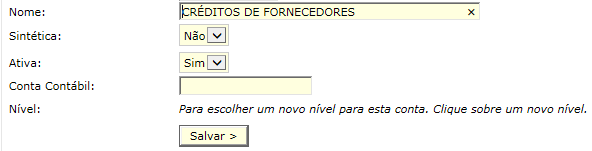 Nome: CRÉDITOS DE FORNECEDORES ×
Sintética: Não
Ativa: Sim
Conta Contábil:
Nível: Para escolher um novo nível para esta conta. Clique sobre um novo nível.
Salvar >